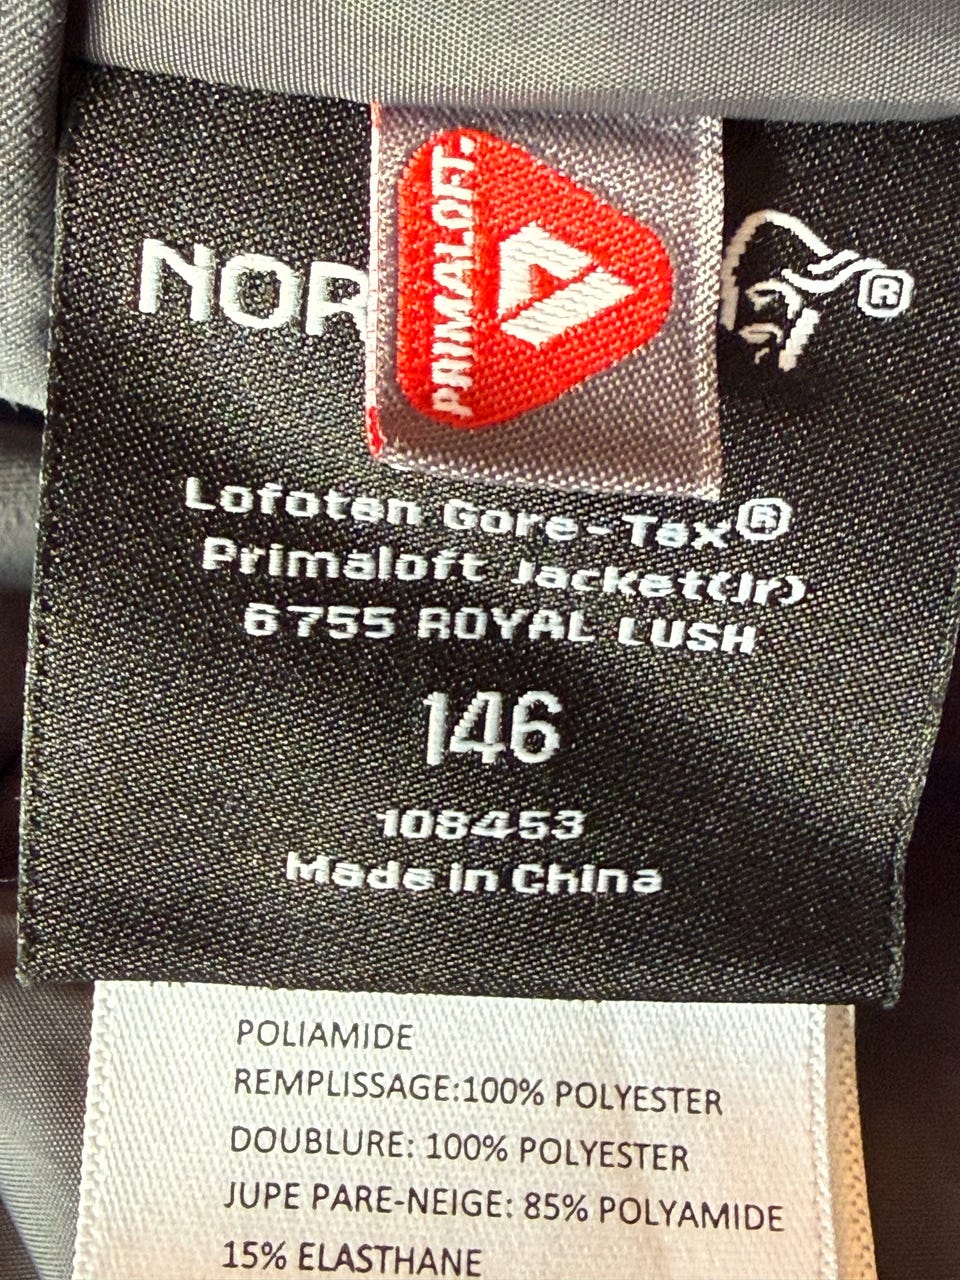 NOR
PRIMALOFT
®
Lofoten Gore-Tex®
Primaloft Jacket(Jr)
6755 ROYAL LUSH
146
108453
Made in China
POLIAMIDE
REMPLISSAGE:100% POLYESTER
DOUBLURE: 100% POLYESTER
JUPE PARE-NEIGE: 85% POLYAMIDE
15% ELASTHANE